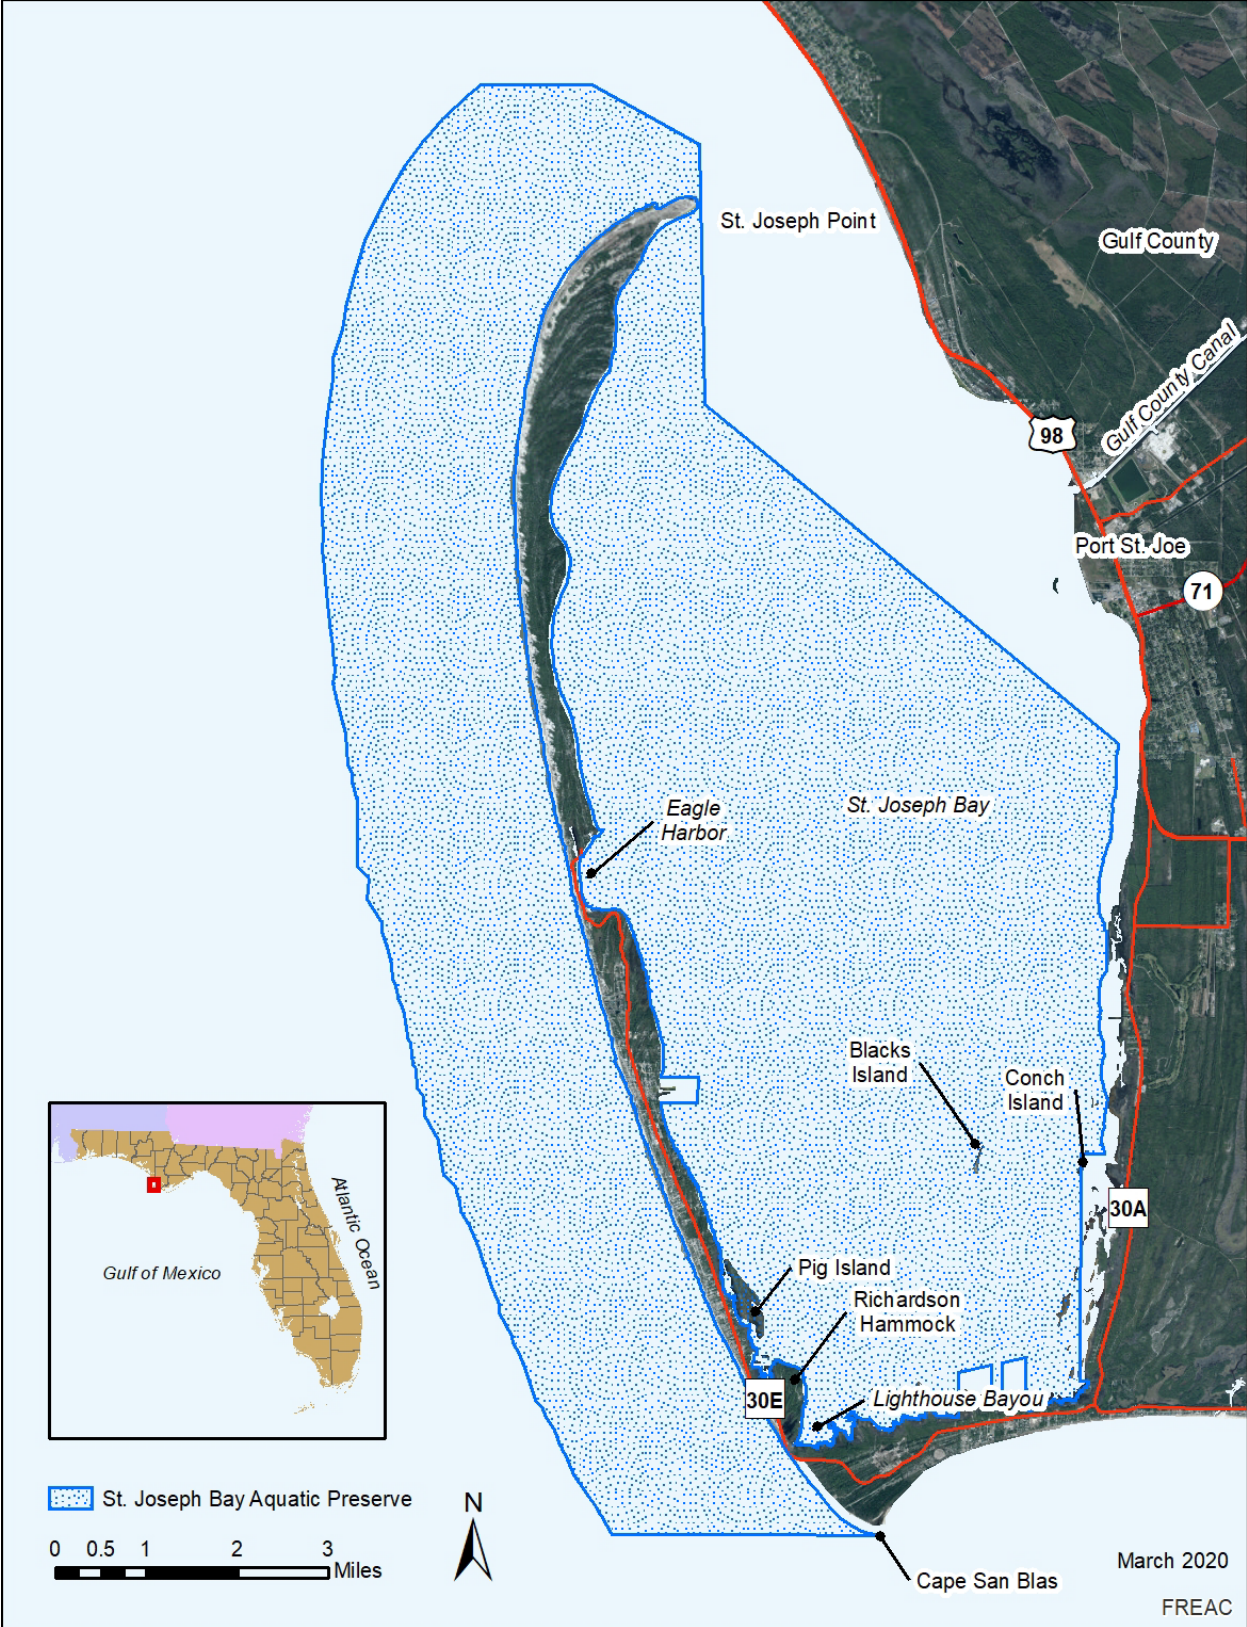 St. Joseph Point
Gulf County
Gulf County Canal
98
Port St. Joe
71
Eagle
Harbor
St. Joseph Bay
Blacks
Island
Conch
Island
30A
Pig Island
Richardson
Hammock
30E
Lighthouse Bayou
Atlantic Ocean
Gulf of Mexico
St. Joseph Bay Aquatic Preserve
N
0 0.5 1 2 3
Miles
Cape San Blas
March 2020
FREAC